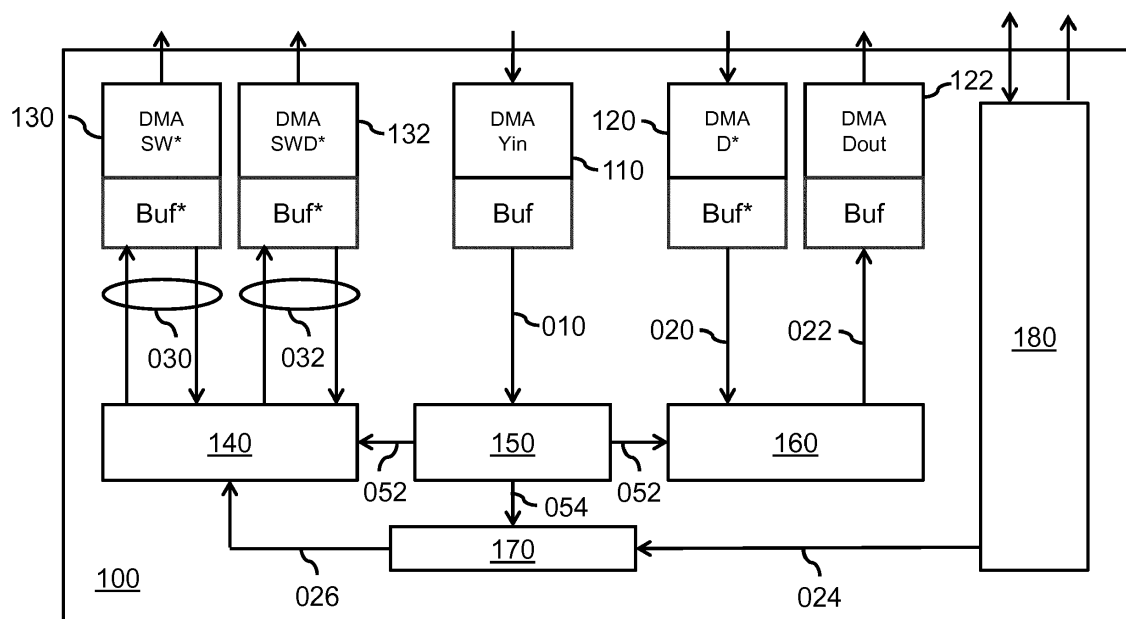 130
DMA
SW*
Buf*
DMA
SWD*
Buf*
132
DMA
Yin
Buf
110
120
DMA
D*
Buf*
DMA
Dout
Buf
122
180
030
032
010
020
022
140
150
160
052
052
054
170
100
026
024